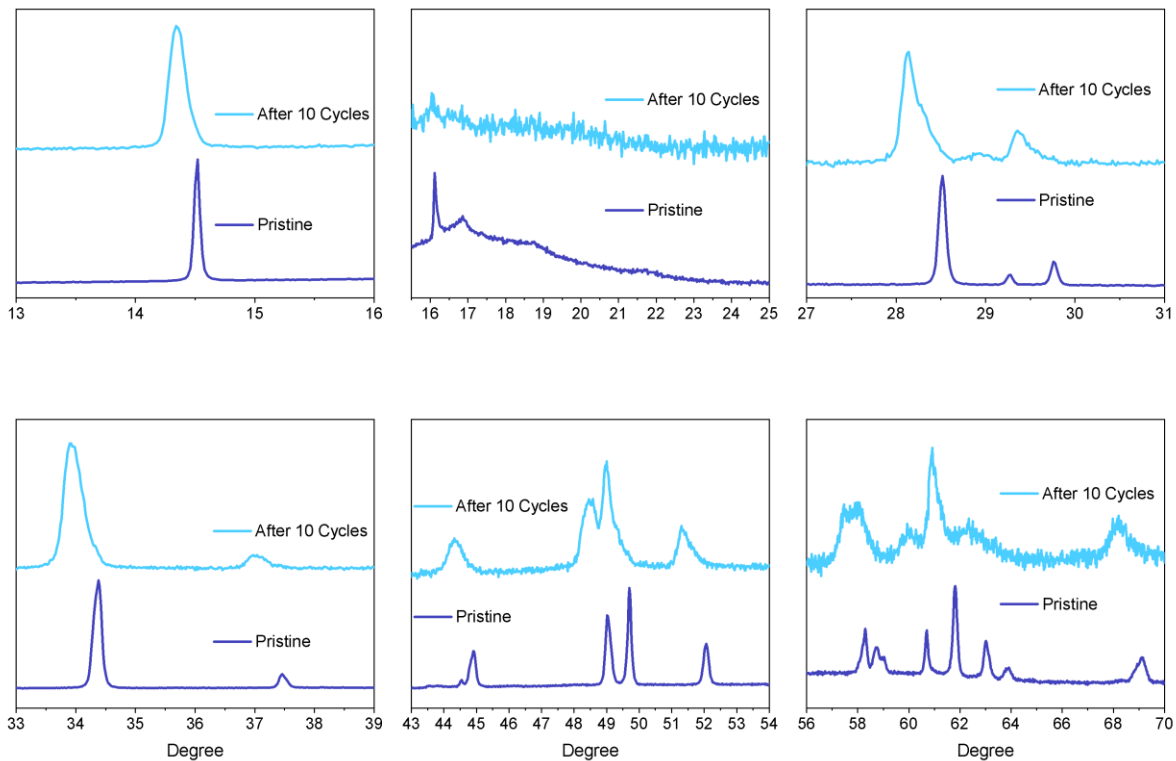 After 10 Cycles
Pristine
13 14 15 16
After 10 Cycles
Pristine
16 17 18 19 20 21 22 23 24 25
After 10 Cycles
Pristine
27 28 29 30 31
After 10 Cycles
Pristine
33 34 35 36 37 38 39
Degree
After 10 Cycles
Pristine
43 44 45 46 47 48 49 50 51 52 53 54
Degree
After 10 Cycles
Pristine
56 58 60 62 64 66 68 70
Degree